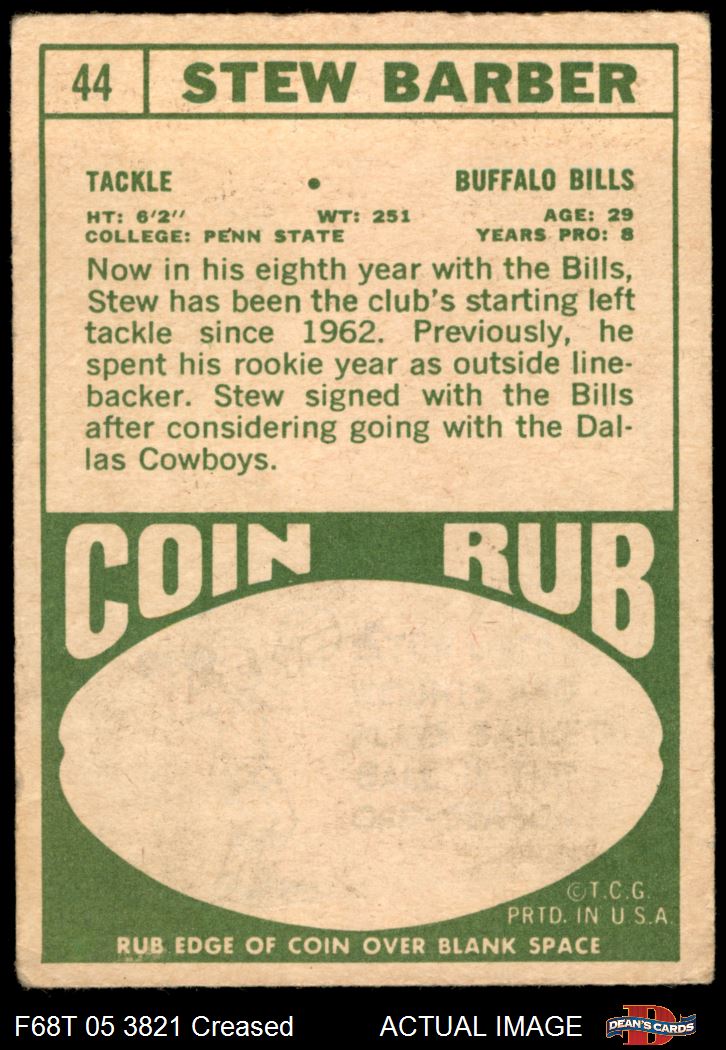 44 STEW BARBER
TACKLE • BUFFALO BILLS
HT: 6'2'' WT: 251 AGE: 29
COLLEGE: PENN STATE YEARS PRO: 8
Now in his eighth year with the Bills,
Stew has been the club's starting left
tackle since 1962. Previously, he
spent his rookie year as outside line-
backer. Stew signed with the Bills
after considering going with the Dal-
las Cowboys.
COIN RUB
©T.C.G.
PRTD. IN U.S.A.
RUB EDGE OF COIN OVER BLANK SPACE
F68T 05 3821 Creased ACTUAL IMAGE DEAN'S CARDS